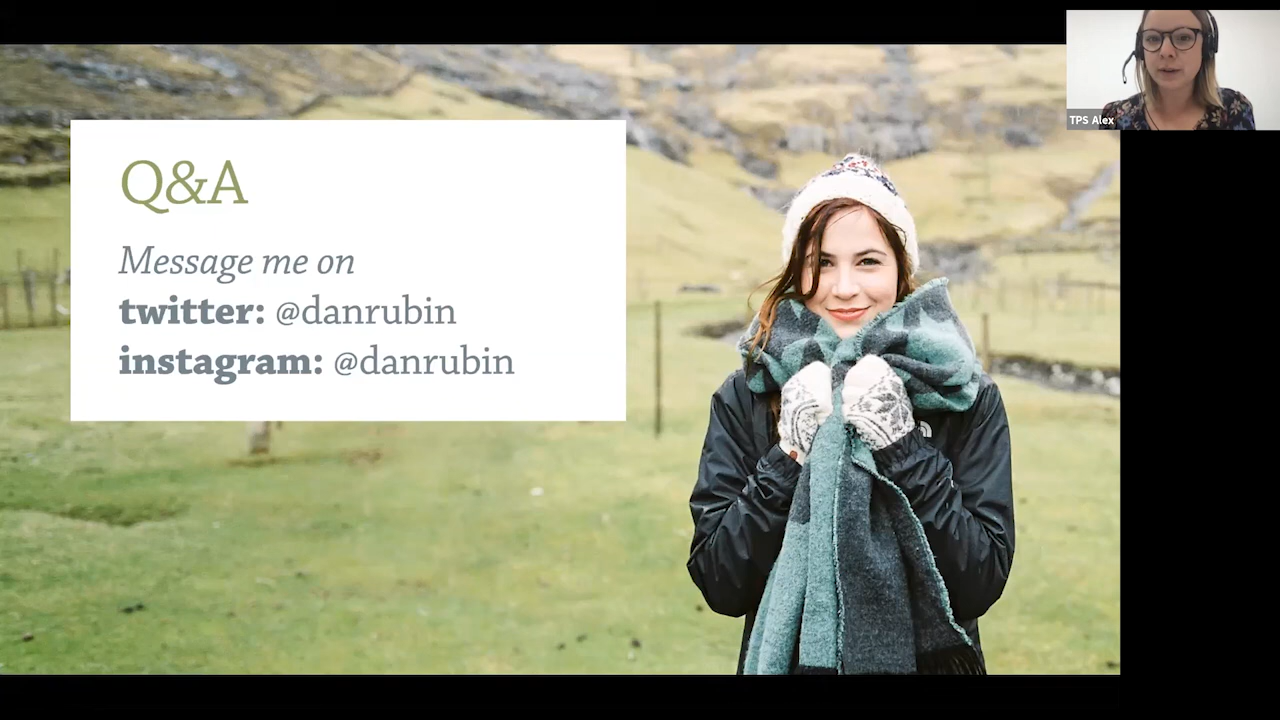 Q&A
Message me on
twitter: @danrubin
instagram: @danrubin
TPS Alex